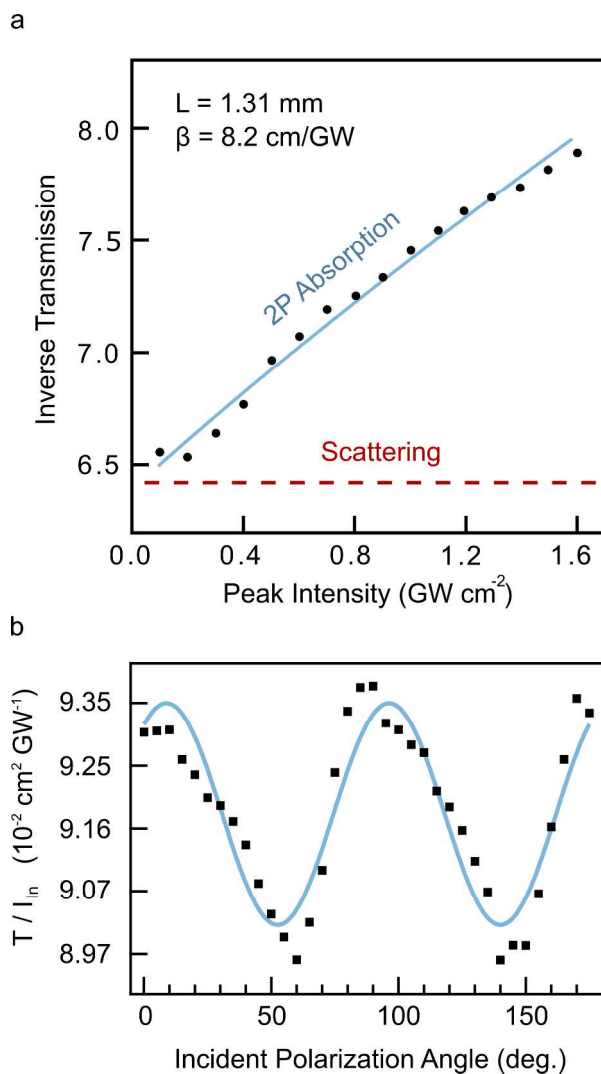 a
L = 1.31 mm
β = 8.2 cm/GW
8.0
7.5
7.0
6.5
Inverse Transmission
2P Absorption
Scattering
0.0 0.4 0.8 1.2 1.6
Peak Intensity (GW cm-2)
b
9.35
9.25
9.16
9.07
8.97
T / IIn (10-2 cm2 GW-1)
0 50 100 150
Incident Polarization Angle (deg.)